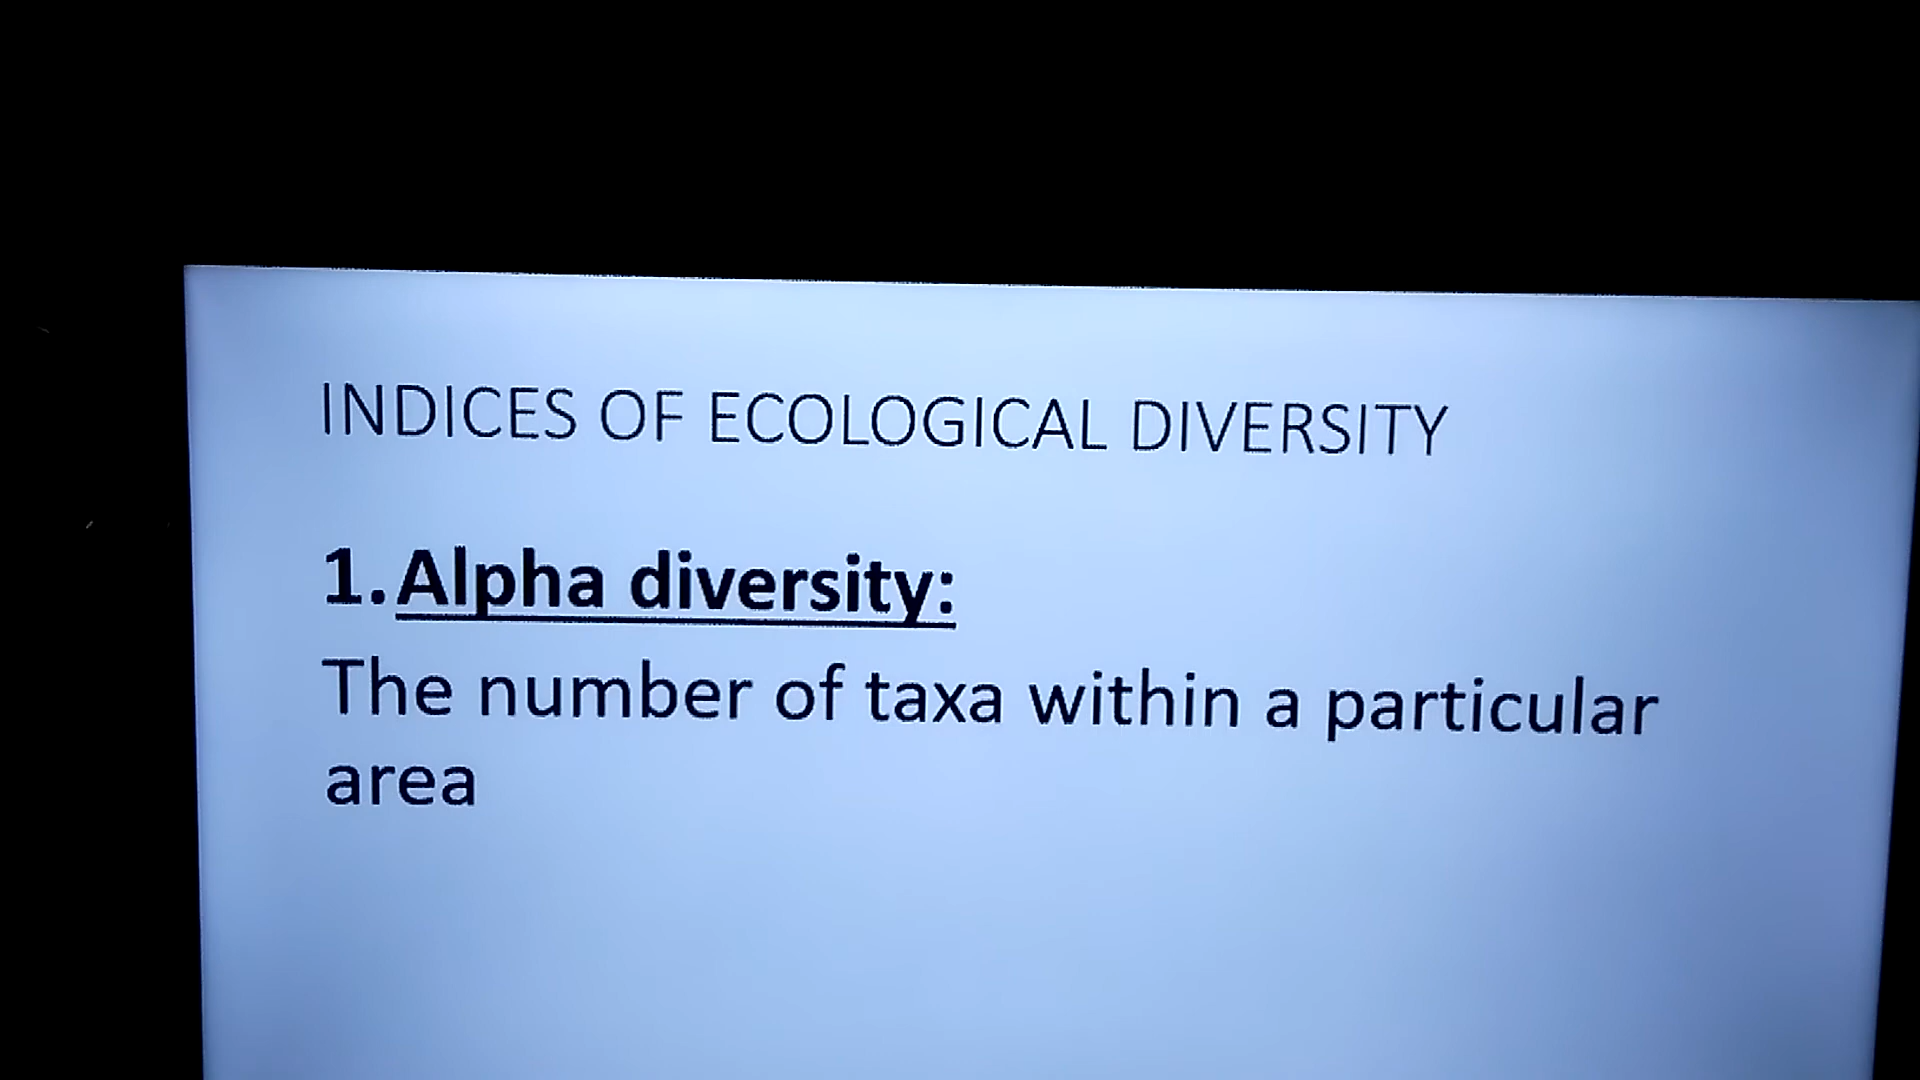 INDICES OF ECOLOGICAL DIVERSITY
1. Alpha diversity:
The number of taxa within a particular
area